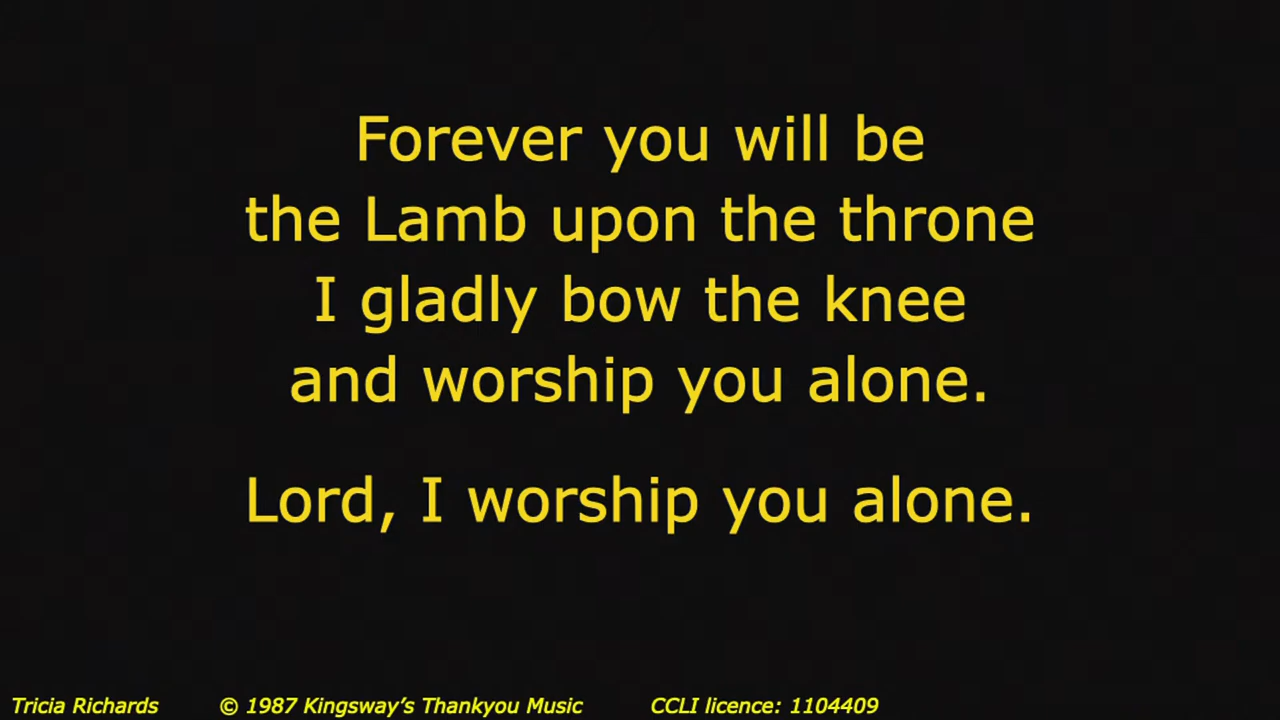 Forever you will be
the Lamb upon the throne
I gladly bow the knee
and worship you alone.
Lord, I worship you alone.
Tricia Richards © 1987 Kingsway's Thankyou Music CCLI licence: 1104409